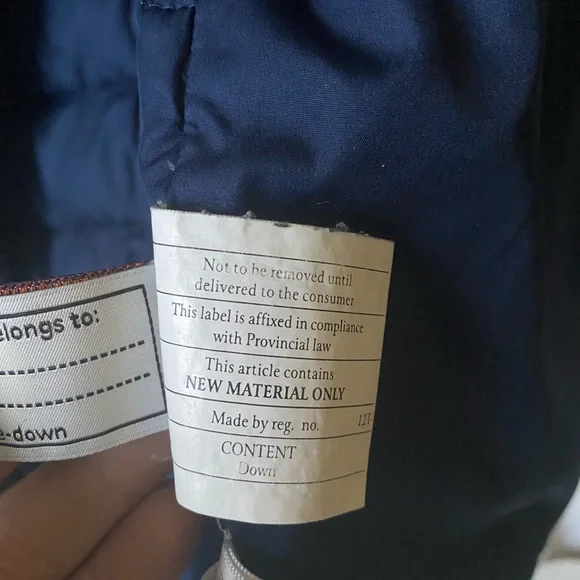 elongs to:
e-down
Not to be removed until
delivered to the consumer
This label is affixed in compliance
with Provincial law
This article contains
NEW MATERIAL ONLY
Made by reg. no. 12T-
CONTENT
Down